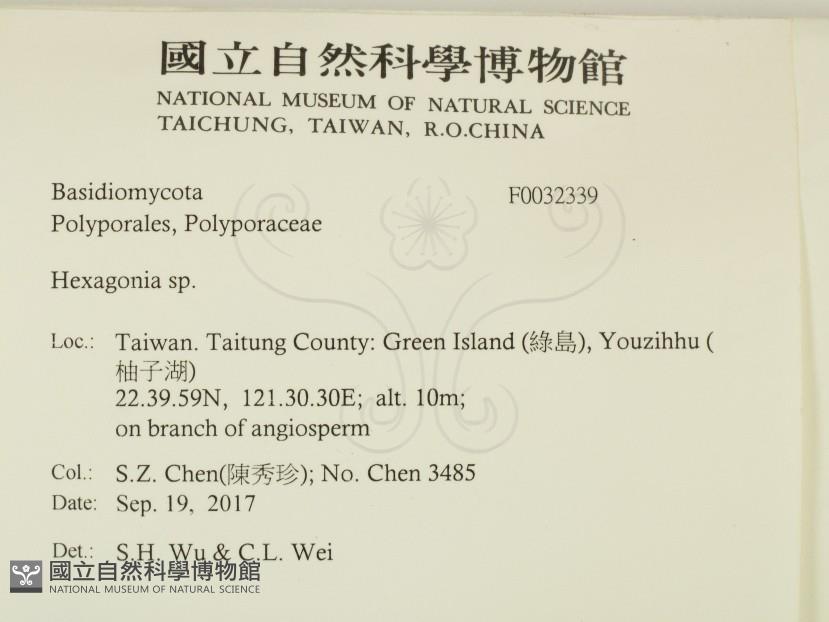 國立自然科學博物館
NATIONAL MUSEUM OF NATURAL SCIENCE
TAICHUNG, TAIWAN, R.O.CHINA
Basidiomycota F0032339
Polyporales, Polyporaceae
Hexagonia sp.
Loc.: Taiwan. Taitung County: Green Island (綠島), Youzihhu (
柚子湖)
22.39.59N, 121.30.30E; alt. 10m;
on branch of angiosperm
Col.: S.Z. Chen(陳秀珍); No. Chen 3485
Date: Sep. 19, 2017
Det.: S.H. Wu & C.L. Wei
國立自然科學博物館
NATIONAL MUSEUM OF NATURAL SCIENCE